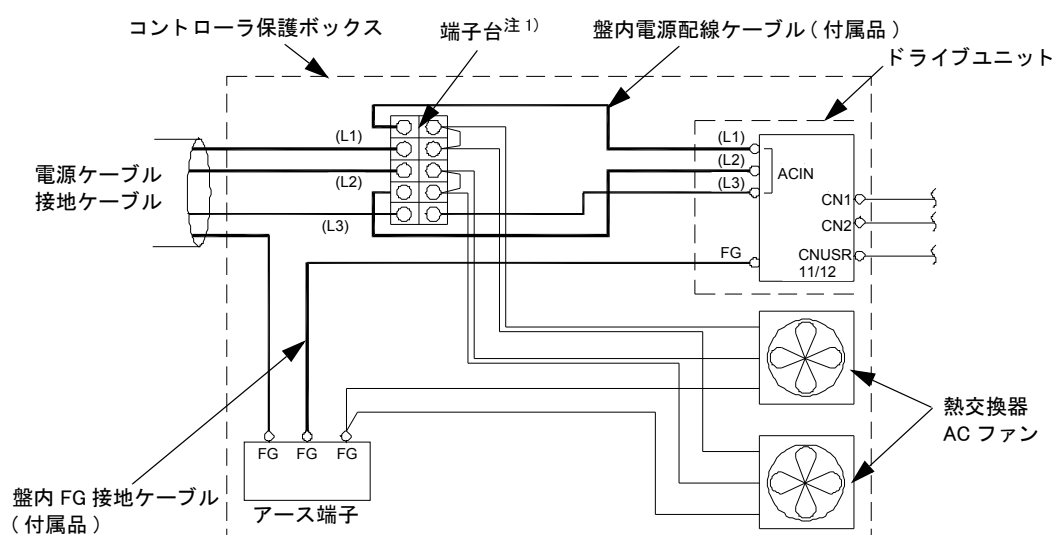 コントローラ保護ボックス
端子台注1)
盤内電源配線ケーブル(付属品)
ドライブユニット
(L1)
(L2)
(L3)
電源ケーブル
接地ケーブル
(L1)
(L2)
(L3)
ACIN
CN1
CN2
CNUSR
11/12
FG
熱交換器
AC ファン
FG FG FG
アース端子
盤内 FG 接地ケーブル
(付属品)